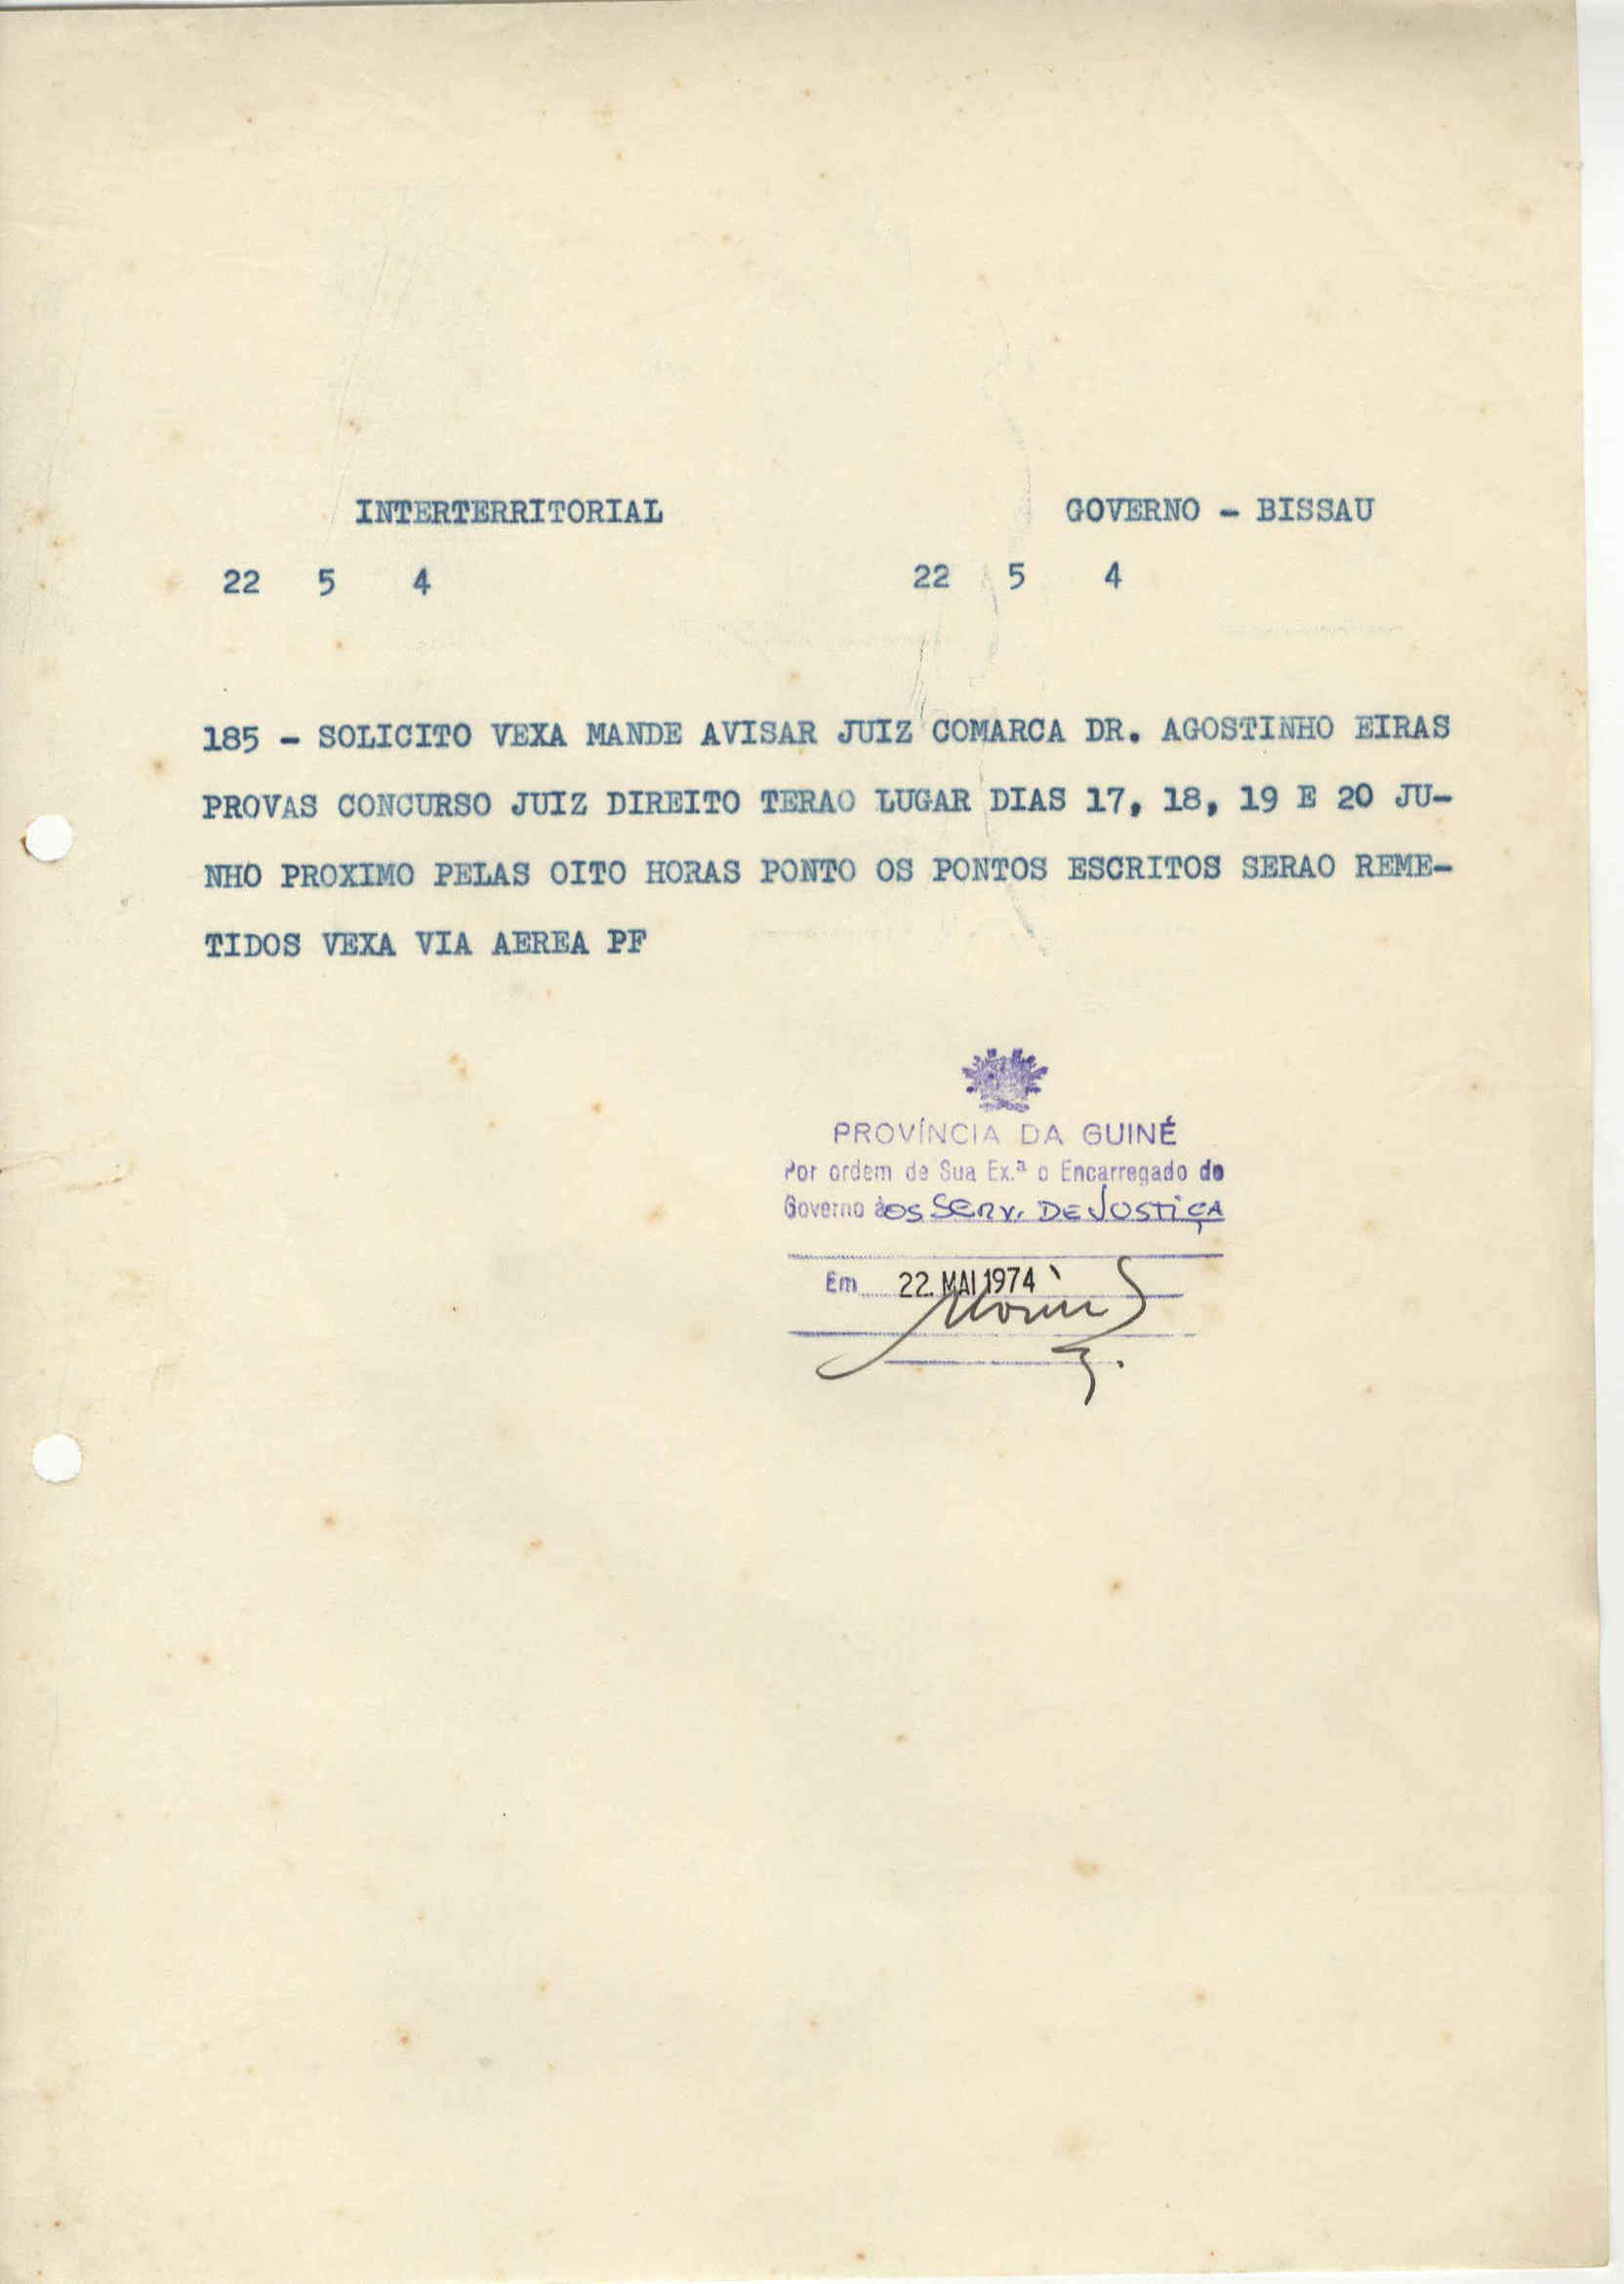 INTERTERRITORIAL GOVERNO - BISSAU
22 5 4 22 5 4
185 - SOLICITO VEXA MANDE AVISAR JUIZ COMARCA DR. AGOSTINHO EIRAS
PROVAS CONCURSO JUIZ DIREITO TERAO LUGAR DIAS 17, 18, 19 E 20 JU-
NHO PROXIMO PELAS OITO HORAS PONTO OS PONTOS ESCRITOS SERAO REME-
TIDOS VEXA VIA AEREA PF
PROVÍNCIA DA GUINÉ
Por ordem de Sua Ex.ª o Encarregado do
Governo àos SERV. DE JUSTIÇA
Em 22. MAI 1974